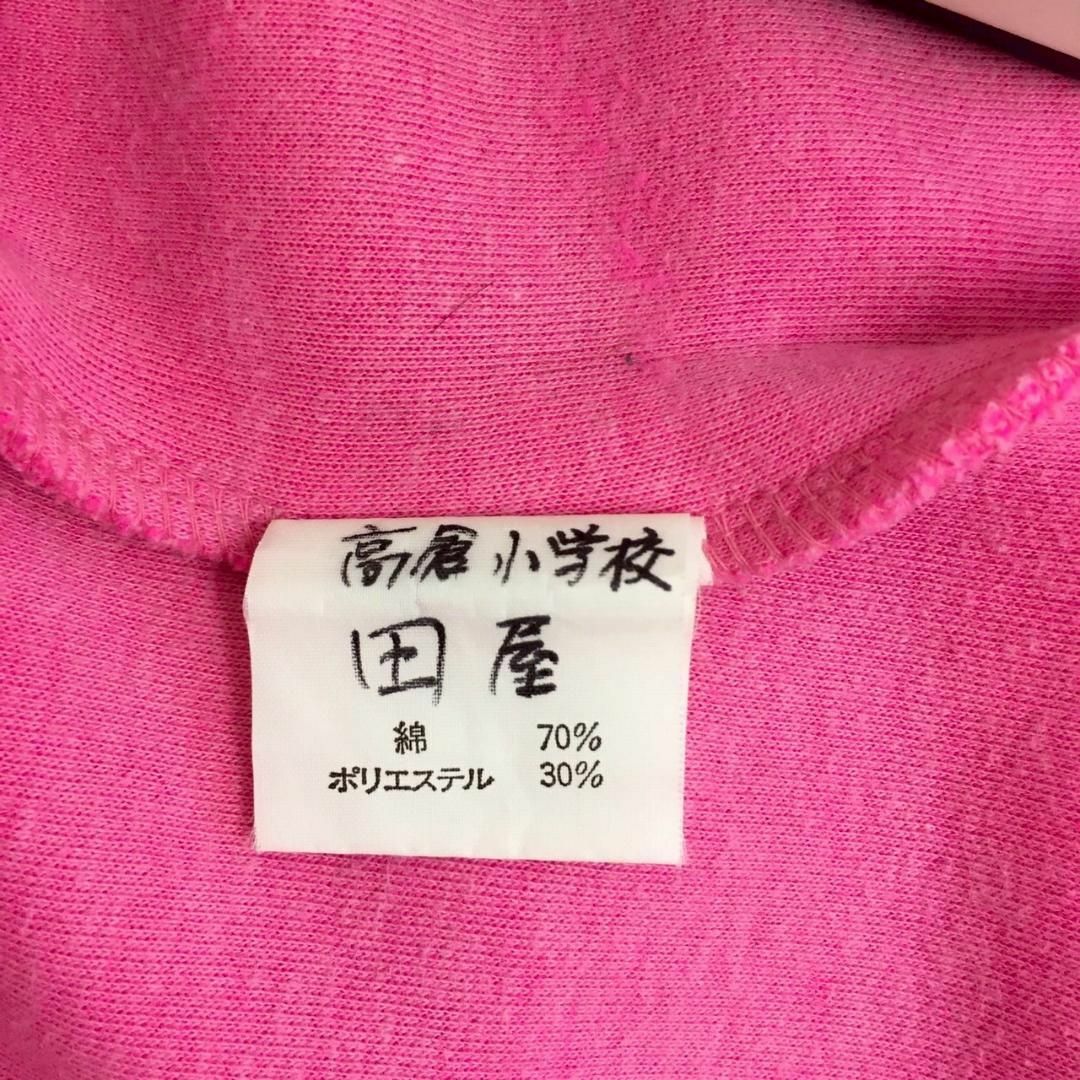 高倉小学校
田屋
綿 70%
ポリエステル 30%